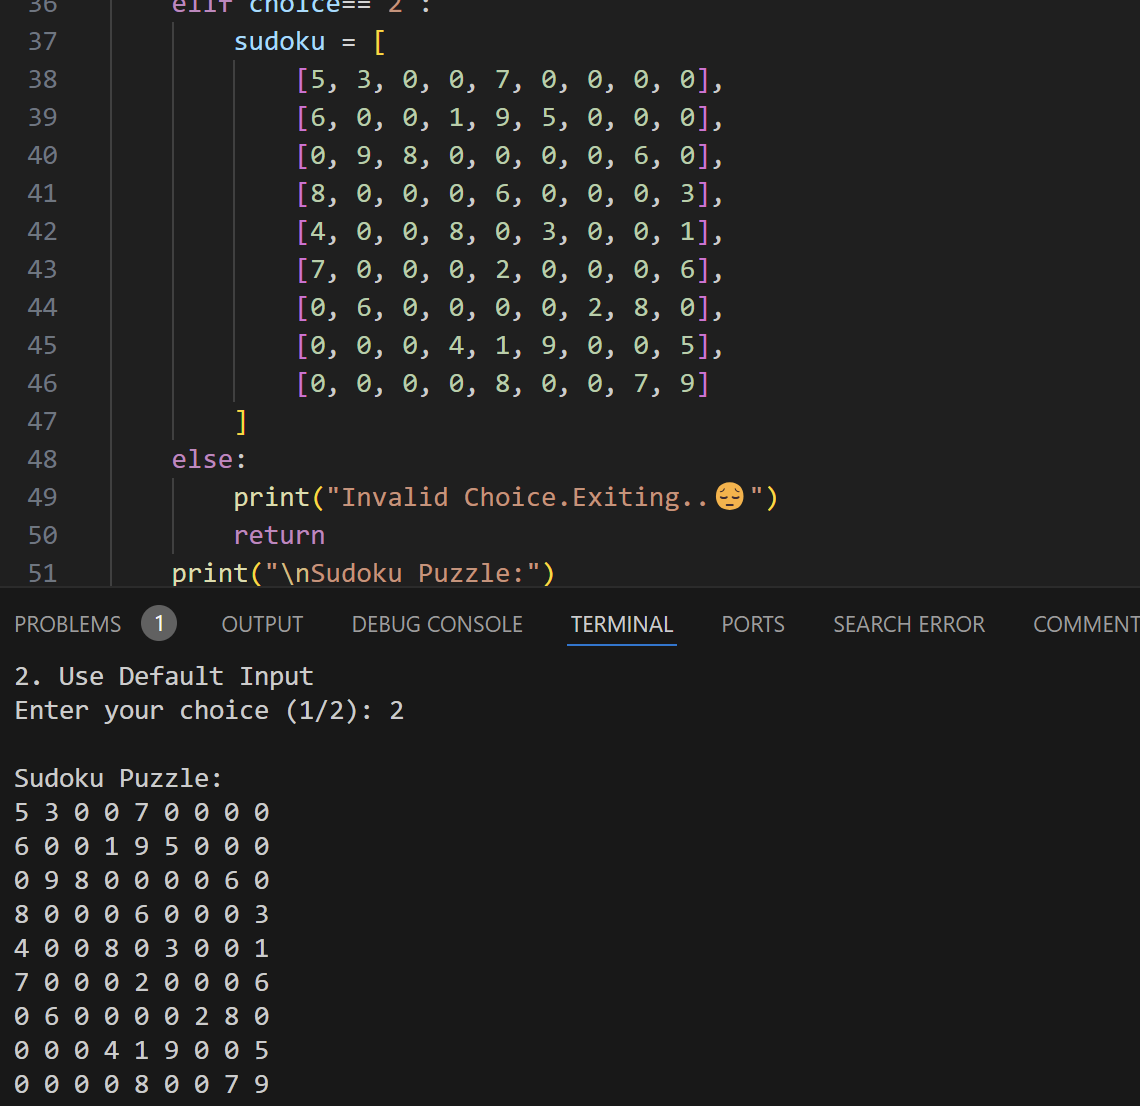 36 elif choice=='2':
37 sudoku = [
38 [5, 3, 0, 0, 7, 0, 0, 0, 0],
39 [6, 0, 0, 1, 9, 5, 0, 0, 0],
40 [0, 9, 8, 0, 0, 0, 0, 6, 0],
41 [8, 0, 0, 0, 6, 0, 0, 0, 3],
42 [4, 0, 0, 8, 0, 3, 0, 0, 1],
43 [7, 0, 0, 0, 2, 0, 0, 0, 6],
44 [0, 6, 0, 0, 0, 0, 2, 8, 0],
45 [0, 0, 0, 4, 1, 9, 0, 0, 5],
46 [0, 0, 0, 0, 8, 0, 0, 7, 9]
47 ]
48 else:
49 print("Invalid Choice.Exiting..😔")
50 return
51 print("\nSudoku Puzzle:")
PROBLEMS 1 OUTPUT DEBUG CONSOLE TERMINAL PORTS SEARCH ERROR COMMENT
2. Use Default Input
Enter your choice (1/2): 2
Sudoku Puzzle:
5 3 0 0 7 0 0 0 0
6 0 0 1 9 5 0 0 0
0 9 8 0 0 0 0 6 0
8 0 0 0 6 0 0 0 3
4 0 0 8 0 3 0 0 1
7 0 0 0 2 0 0 0 6
0 6 0 0 0 0 2 8 0
0 0 0 4 1 9 0 0 5
0 0 0 0 8 0 0 7 9